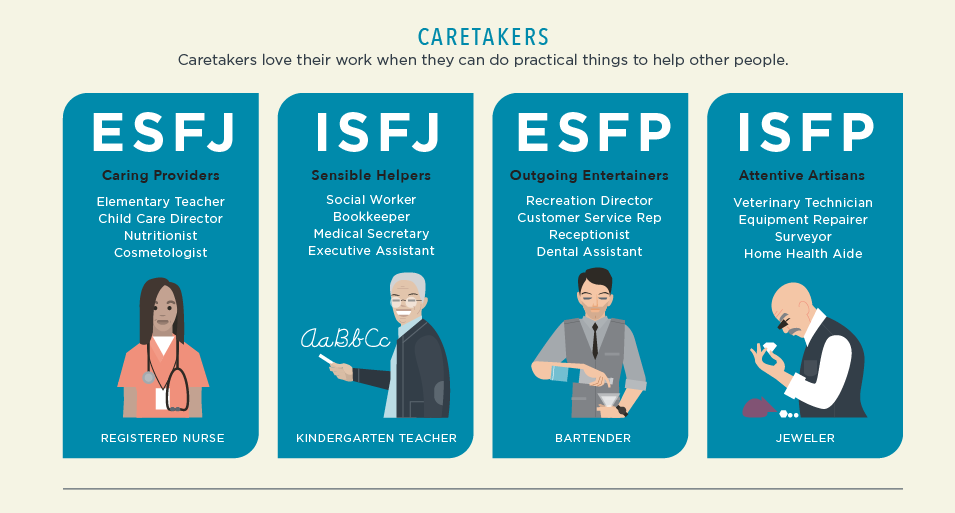 CARETAKERS
Caretakers love their work when they can do practical things to help other people.
ESFJ
Caring Providers
Elementary Teacher
Child Care Director
Nutritionist
Cosmetologist
REGISTERED NURSE
ISFJ
Sensible Helpers
Social Worker
Bookkeeper
Medical Secretary
Executive Assistant
AaBbCc
KINDERGARTEN TEACHER
ESFP
Outgoing Entertainers
Recreation Director
Customer Service Rep
Receptionist
Dental Assistant
BARTENDER
ISFP
Attentive Artisans
Veterinary Technician
Equipment Repairer
Surveyor
Home Health Aide
JEWELER